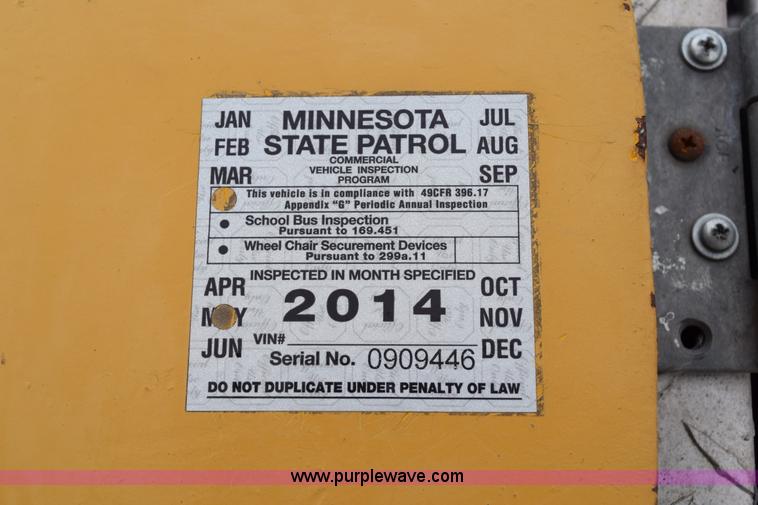 JAN MINNESOTA JUL
FEB STATE PATROL AUG
COMMERCIAL
MAR VEHICLE INSPECTION SEP
PROGRAM
This vehicle is in compliance with 49CFR 396.17
Appendix "G" Periodic Annual Inspection
• School Bus Inspection
Pursuant to 169.451
• Wheel Chair Securement Devices
Pursuant to 299a.11
INSPECTED IN MONTH SPECIFIED
APR 2014 OCT
NOV
VIN#
JUN Serial No. 0909446 DEC
DO NOT DUPLICATE UNDER PENALTY OF LAW
www.purplewave.com